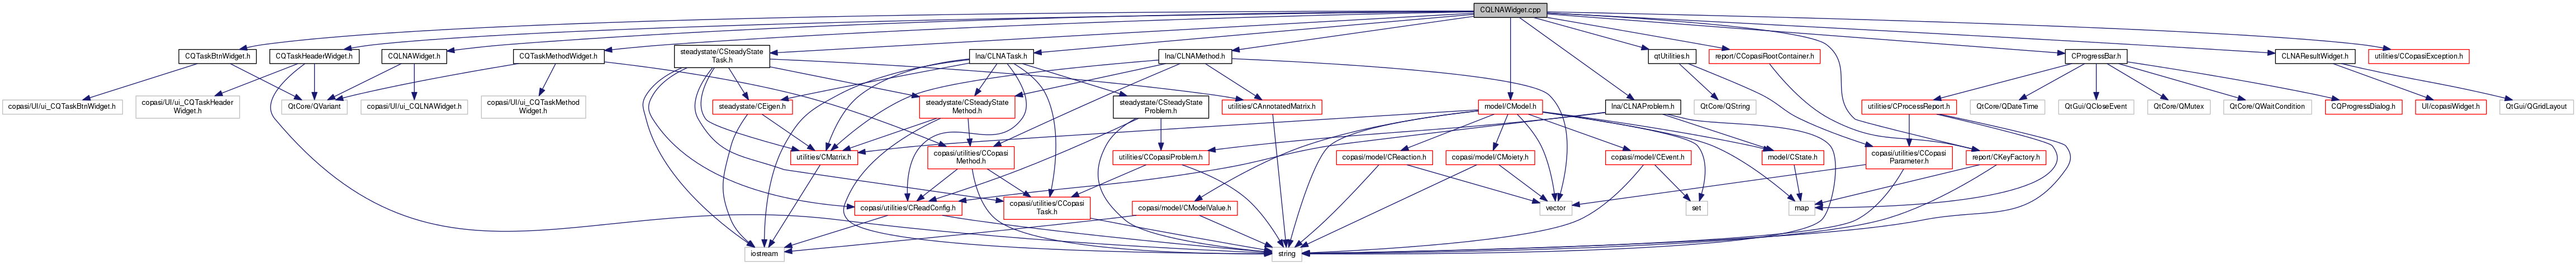 CQLNAWidget.cpp
CQTaskBtnWidget.h
CQTaskHeaderWidget.h
CQLNAWidget.h
CQTaskMethodWidget.h
steadystate/CSteadyState
Task.h
lna/CLNATask.h
lna/CLNAMethod.h
qtUtilities.h
report/CCopasiRootContainer.h
CProgressBar.h
CLNAResultWidget.h
utilities/CCopasiException.h
copasi/UI/ui_CQTaskBtnWidget.h
copasi/UI/ui_CQTaskHeader
Widget.h
QtCore/QVariant
copasi/UI/ui_CQLNAWidget.h
copasi/UI/ui_CQTaskMethod
Widget.h
steadystate/CEigen.h
steadystate/CSteadyState
Method.h
steadystate/CSteadyState
Problem.h
utilities/CAnnotatedMatrix.h
model/CModel.h
lna/CLNAProblem.h
QtCore/QString
utilities/CProcessReport.h
QtCore/QDateTime
QtGui/QCloseEvent
QtCore/QMutex
QtCore/QWaitCondition
CQProgressDialog.h
UI/copasiWidget.h
QtGui/QGridLayout
utilities/CMatrix.h
copasi/utilities/CCopasi
Method.h
utilities/CCopasiProblem.h
copasi/model/CReaction.h
copasi/model/CMoiety.h
copasi/model/CEvent.h
model/CState.h
copasi/utilities/CCopasi
Parameter.h
report/CKeyFactory.h
copasi/utilities/CReadConfig.h
copasi/utilities/CCopasi
Task.h
copasi/model/CModelValue.h
vector
set
map
iostream
string